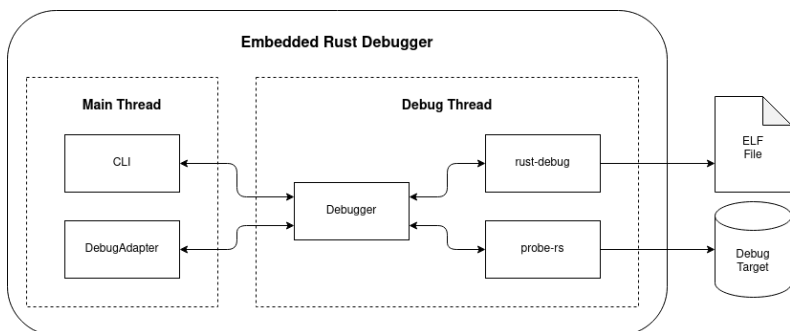 Embedded Rust Debugger
Main Thread
Debug Thread
CLI
DebugAdapter
Debugger
rust-debug
probe-rs
ELF
File
Debug
Target